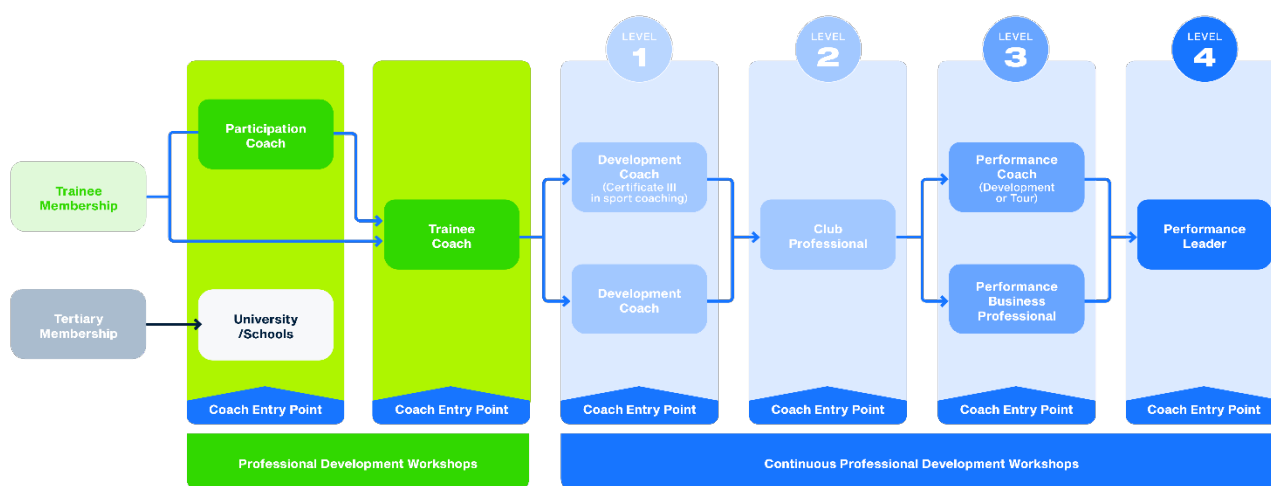 LEVEL
1
LEVEL
2
LEVEL
3
LEVEL
4
Participation
Coach
Trainee
Membership
Trainee
Coach
Development
Coach
(Certificate III
in sport coaching)
Development
Coach
Club
Professional
Performance
Coach
(Development
or Tour)
Performance
Business
Professional
Performance
Leader
Tertiary
Membership
University
/Schools
Coach Entry Point
Coach Entry Point
Coach Entry Point
Coach Entry Point
Coach Entry Point
Coach Entry Point
Professional Development Workshops
Continuous Professional Development Workshops